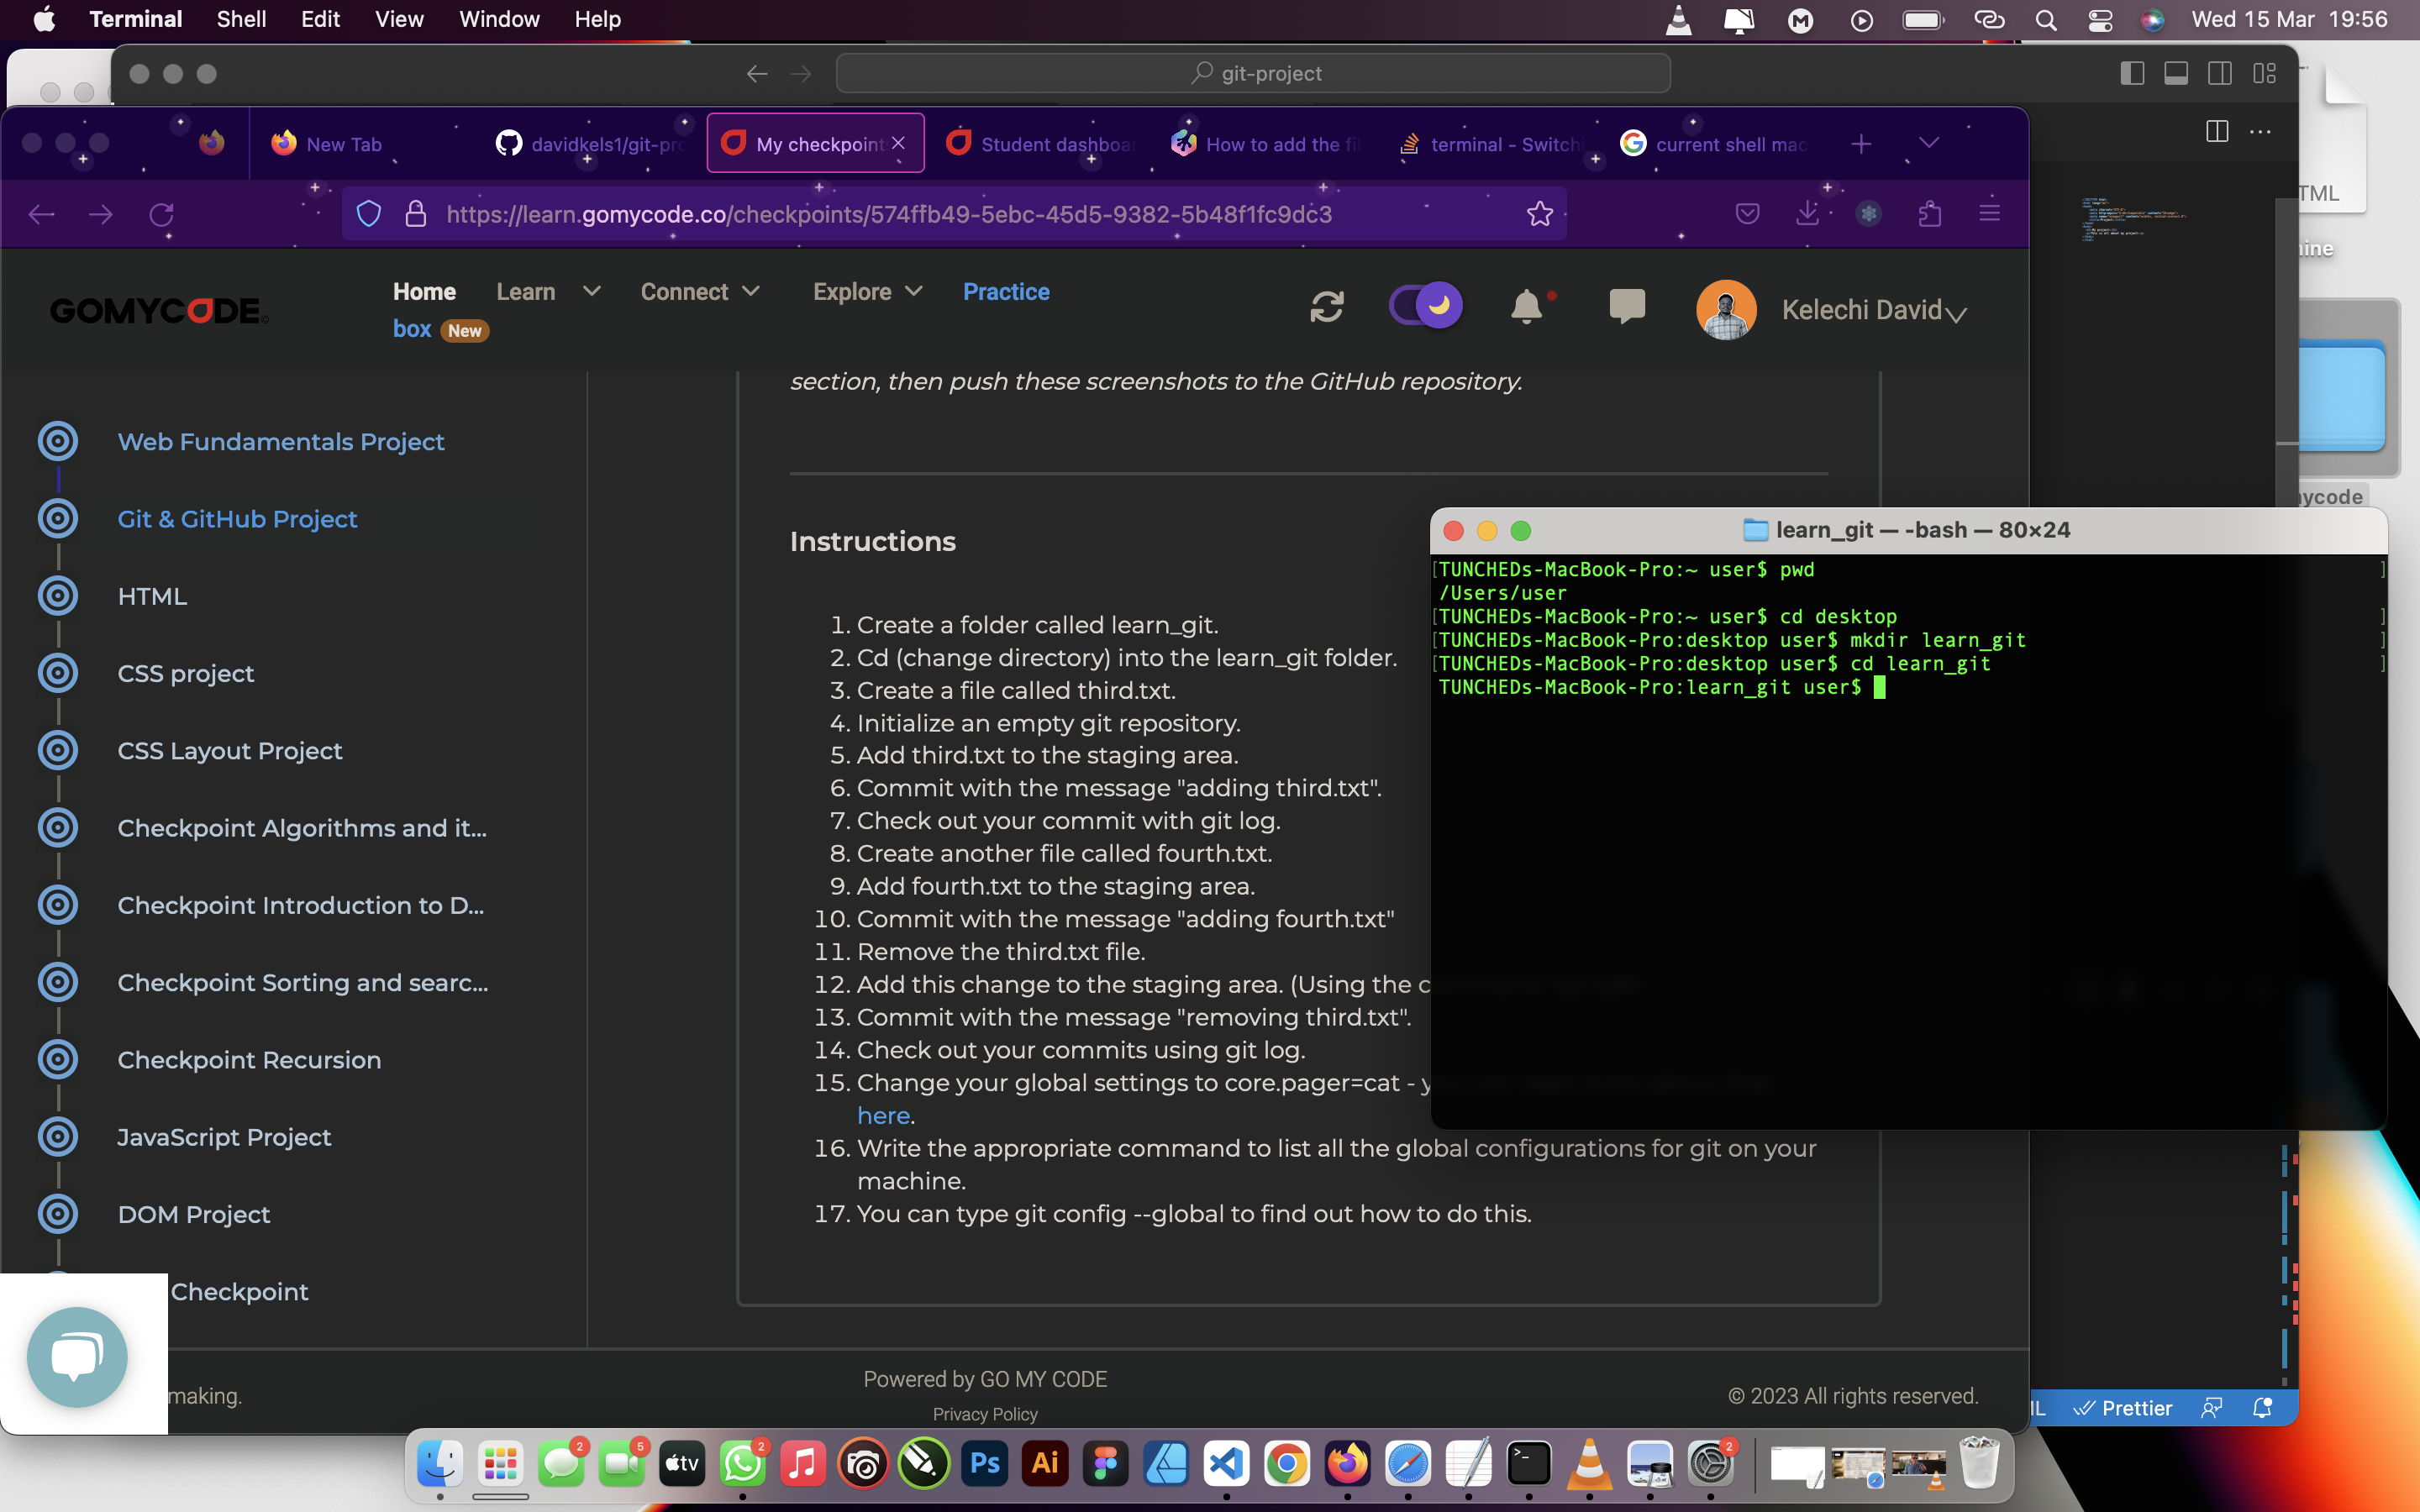 Terminal Shell Edit View Window Help
Wed 15 Mar 19:56
git-project
New Tab
davidkels1/git-pro
My checkpoint
Student dashboa
How to add the fi
terminal - Switchi
current shell mac
https://learn.gomycode.co/checkpoints/574ffb49-5ebc-45d5-9382-5b48f1fc9dc3
GOMYCODE
Home Learn Connect Explore Practice
box New
Kelechi David
section, then push these screenshots to the GitHub repository.
Web Fundamentals Project
Git & GitHub Project
HTML
CSS project
CSS Layout Project
Checkpoint Algorithms and it...
Checkpoint Introduction to D...
Checkpoint Sorting and searc...
Checkpoint Recursion
JavaScript Project
DOM Project
Checkpoint
Instructions
1. Create a folder called learn_git.
2. Cd (change directory) into the learn_git folder.
3. Create a file called third.txt.
4. Initialize an empty git repository.
5. Add third.txt to the staging area.
6. Commit with the message "adding third.txt".
7. Check out your commit with git log.
8. Create another file called fourth.txt.
9. Add fourth.txt to the staging area.
10. Commit with the message "adding fourth.txt"
11. Remove the third.txt file.
12. Add this change to the staging area. (Using the c
13. Commit with the message "removing third.txt".
14. Check out your commits using git log.
15. Change your global settings to core.pager=cat - y
here.
16. Write the appropriate command to list all the global configurations for git on your
machine.
17. You can type git config --global to find out how to do this.
learn_git — -bash — 80×24
[TUNCHEDs-MacBook-Pro:~ user$ pwd ]
/Users/user
[TUNCHEDs-MacBook-Pro:~ user$ cd desktop ]
[TUNCHEDs-MacBook-Pro:desktop user$ mkdir learn_git ]
[TUNCHEDs-MacBook-Pro:desktop user$ cd learn_git ]
TUNCHEDs-MacBook-Pro:learn_git user$
TML
nine
ycode
making.
Powered by GO MY CODE
Privacy Policy
© 2023 All rights reserved.
ML Prettier
2 5 tv 2 Ps Ai 2